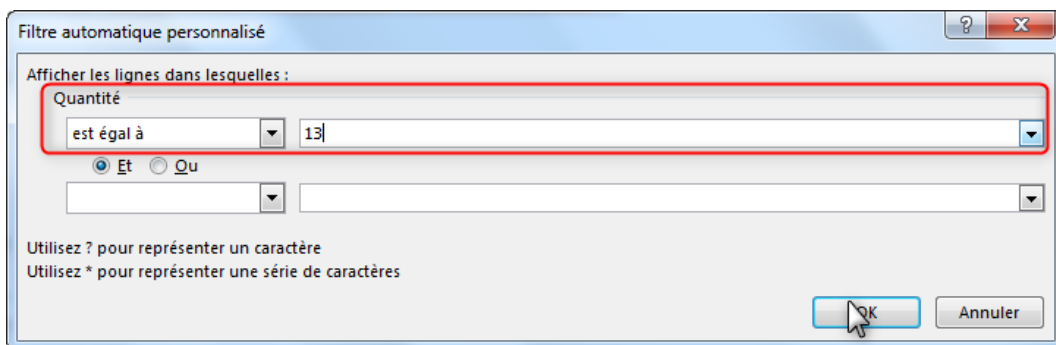 Filtre automatique personnalisé
?
Afficher les lignes dans lesquelles :
Quantité
est égal à 13
Et Ou
Utilisez ? pour représenter un caractère
Utilisez * pour représenter une série de caractères
OK Annuler